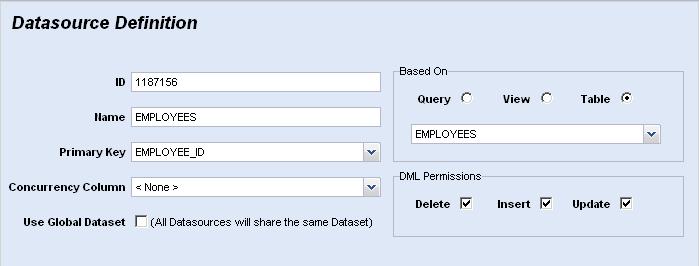 Datasource Definition
ID 1187156
Name EMPLOYEES
Primary Key EMPLOYEE_ID
Concurrency Column < None >
Use Global Dataset (All Datasources will share the same Dataset)
Based On
Query View Table
EMPLOYEES
DML Permissions
Delete Insert Update